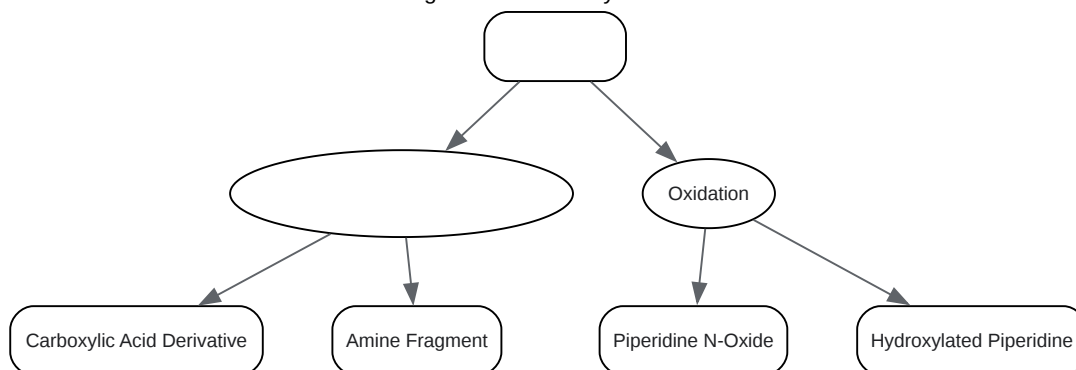 Oxidation
Carboxylic Acid Derivative
Amine Fragment
Piperidine N-Oxide
Hydroxylated Piperidine